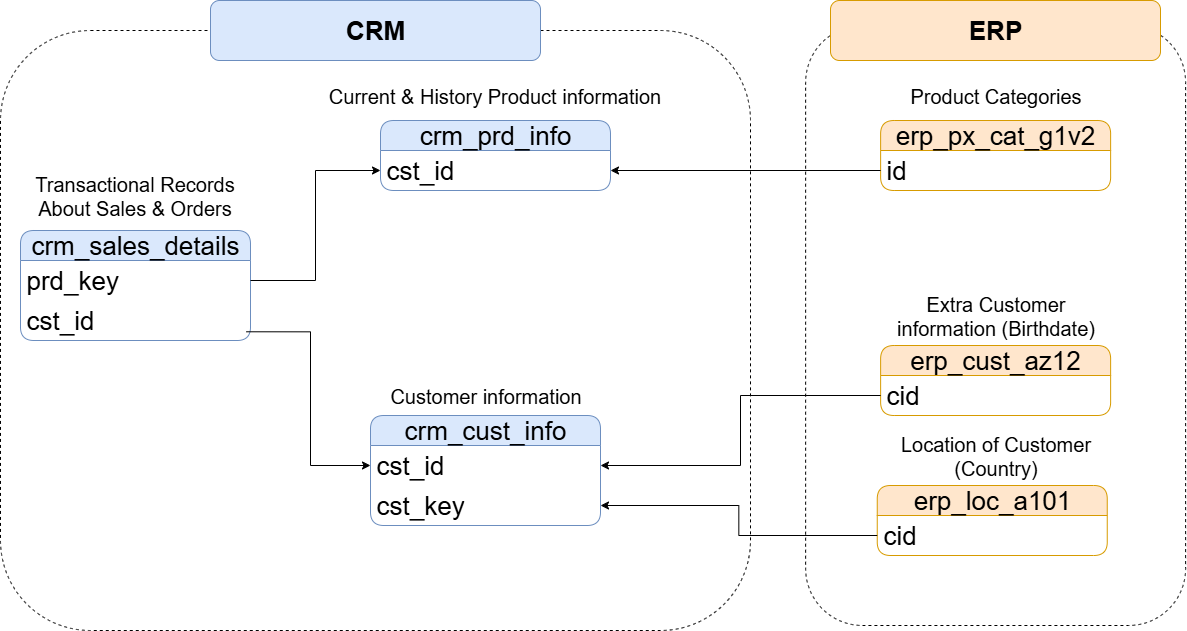 CRM
Current & History Product information
crm_prd_info
cst_id
Transactional Records
About Sales & Orders
crm_sales_details
prd_key
cst_id
Customer information
crm_cust_info
cst_id
cst_key
ERP
Product Categories
erp_px_cat_g1v2
id
Extra Customer
information (Birthdate)
erp_cust_az12
cid
Location of Customer
(Country)
erp_loc_a101
cid